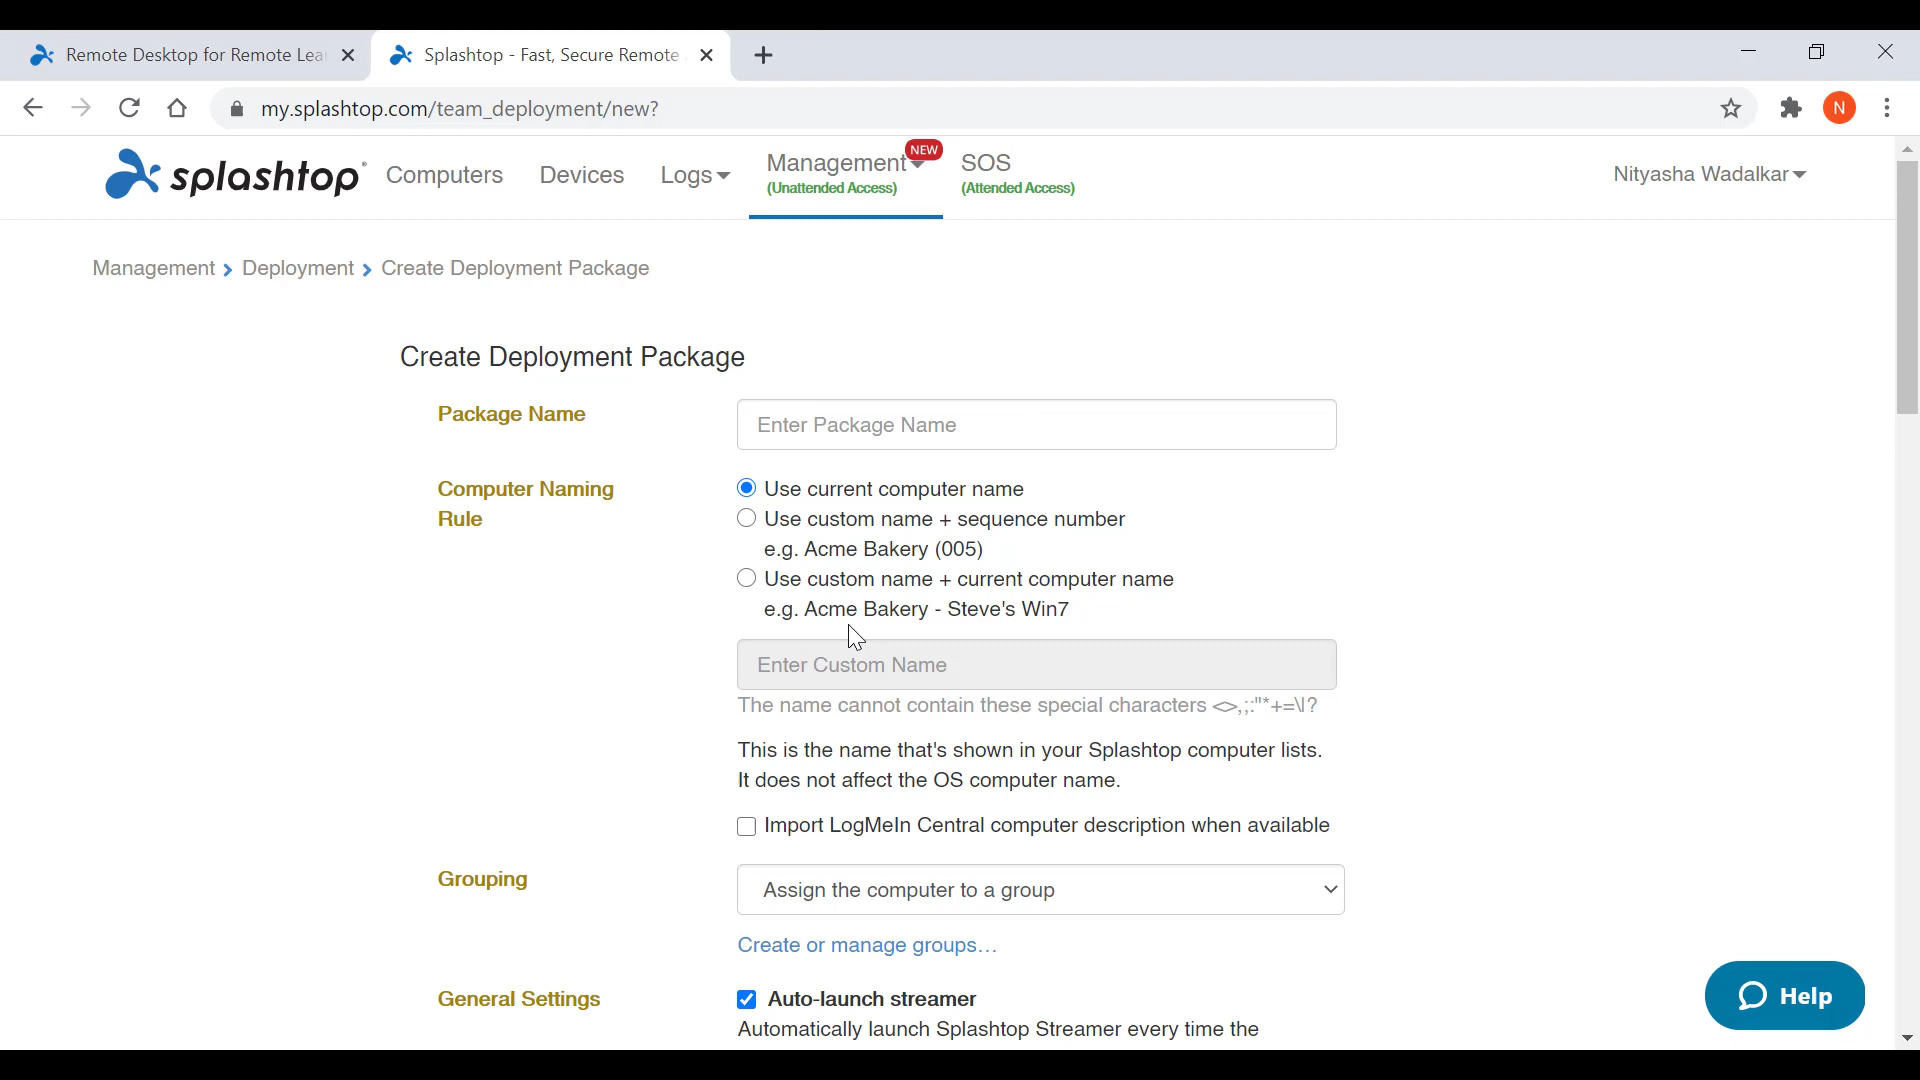 Remote Desktop for Remote Lea
Splashtop - Fast, Secure Remote
my.splashtop.com/team_deployment/new?
N
splashtop
Computers
Devices
Logs
Management
NEW
(Unattended Access)
SOS
(Attended Access)
Nityasha Wadalkar
Management > Deployment > Create Deployment Package
Create Deployment Package
Package Name
Enter Package Name
Computer Naming
Rule
Use current computer name
Use custom name + sequence number
e.g. Acme Bakery (005)
Use custom name + current computer name
e.g. Acme Bakery - Steve's Win7
Enter Custom Name
The name cannot contain these special characters <>,;:"*+=\|?
This is the name that's shown in your Splashtop computer lists.
It does not affect the OS computer name.
Import LogMeIn Central computer description when available
Grouping
Assign the computer to a group
Create or manage groups...
General Settings
Auto-launch streamer
Automatically launch Splashtop Streamer every time the
Help